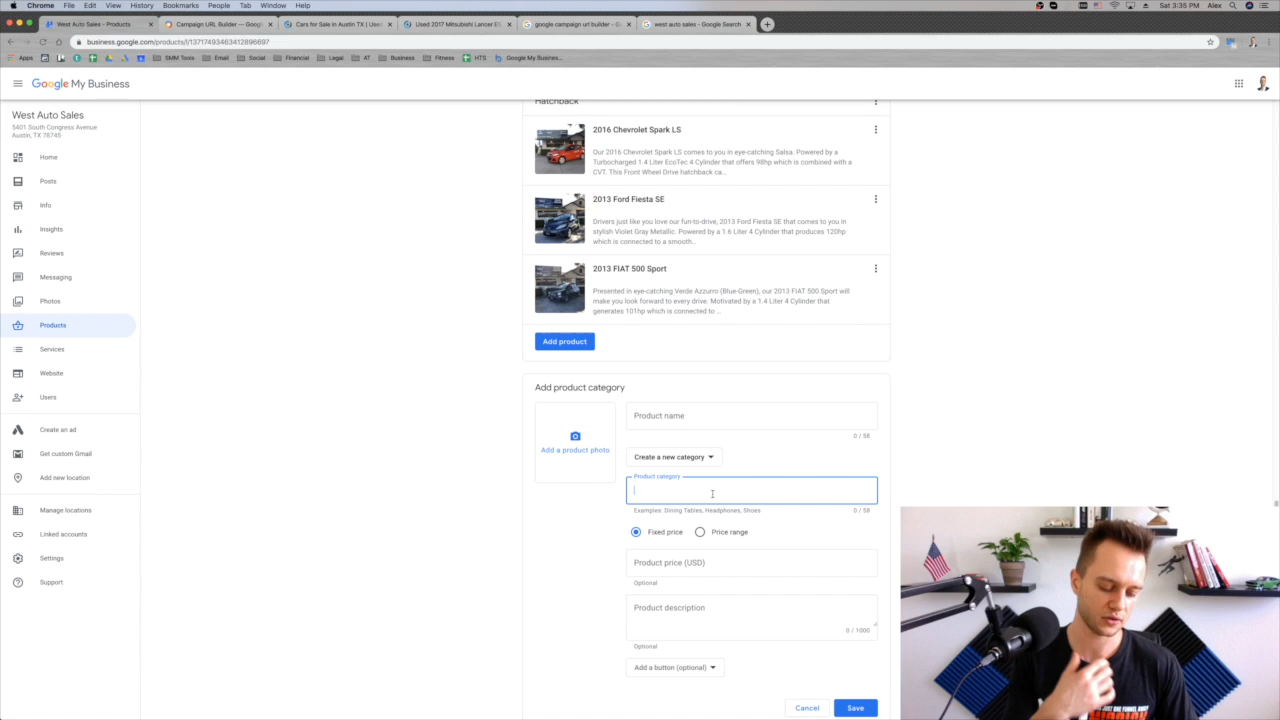 Chrome File Edit View History Bookmarks People Tab Window Help
Sat 3:35 PM Alex
West Auto Sales - Products
Campaign URL Builder — Googl
Cars for Sale in Austin TX | Use
Used 2017 Mitsubishi Lancer E
google campaign url builder - G
west auto sales - Google Search
business.google.com/products/l/13717493463412896697
Apps
SMM Tools
Email
Social
Financial
Legal
AT
Business
Fitness
HTS
Google My Busines...
Google My Business
West Auto Sales
5401 South Congress Avenue
Austin, TX 78745
Home
Posts
Info
Insights
Reviews
Messaging
Photos
Products
Services
Website
Users
Create an ad
Get custom Gmail
Add new location
Manage locations
Linked accounts
Settings
Support
Hatchback
2016 Chevrolet Spark LS
Our 2016 Chevrolet Spark LS comes to you in eye-catching Salsa. Powered by a
Turbocharged 1.4 Liter EcoTec 4 Cylinder that offers 98hp which is combined with a
CVT. This Front Wheel Drive hatchback ca...
2013 Ford Fiesta SE
Drivers just like you love our fun-to-drive, 2013 Ford Fiesta SE that comes to you in
stylish Violet Gray Metallic. Powered by a 1.6 Liter 4 Cylinder that produces 120hp
which is connected to a smooth...
2013 FIAT 500 Sport
Presented in eye-catching Verde Azzurro (Blue-Green), our 2013 FIAT 500 Sport will
make you look forward to every drive. Motivated by a 1.4 Liter 4 Cylinder that
generates 101hp which is connected to ...
Add product
Add product category
Add a product photo
Product name
0 / 58
Create a new category
Product category
Examples: Dining Tables, Headphones, Shoes
0 / 58
Fixed price
Price range
Product price (USD)
Optional
Product description
0 / 1000
Optional
Add a button (optional)
Cancel
Save
JUST ONE FUNNEL AWAY